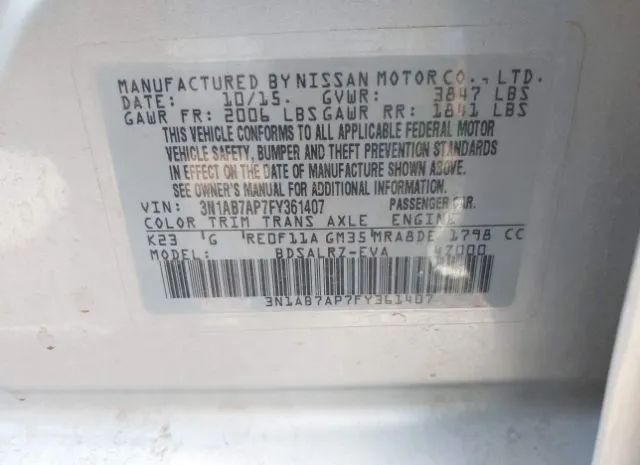 MANUFACTURED BY NISSAN MOTOR CO., LTD.
DATE: 10/15. GVWR: 3847 LBS
GAWR FR: 2006 LBS GAWR RR: 1841 LBS
THIS VEHICLE CONFORMS TO ALL APPLICABLE FEDERAL MOTOR
VEHICLE SAFETY, BUMPER AND THEFT PREVENTION STANDARDS
IN EFFECT ON THE DATE OF MANUFACTURE SHOWN ABOVE.
SEE OWNER'S MANUAL FOR ADDITIONAL INFORMATION.
VIN: 3N1AB7AP7FY361407 PASSENGER CAR.
COLOR TRIM TRANS AXLE ENGINE
K23 G RE0F11A GM35 MRA8DE 1798 CC
MODEL: BDSALRZ-EVA 47000
3N1AB7AP7FY361407